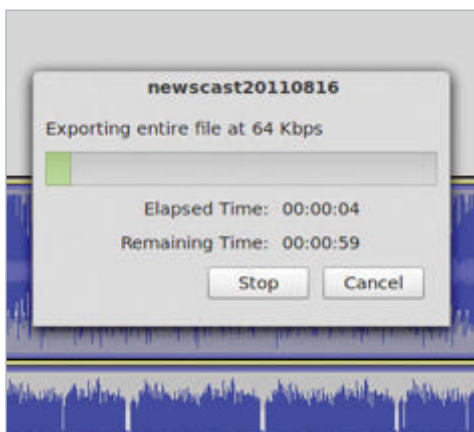 newscast20110816
Exporting entire file at 64 Kbps
Elapsed Time: 00:00:04
Remaining Time: 00:00:59
Stop Cancel